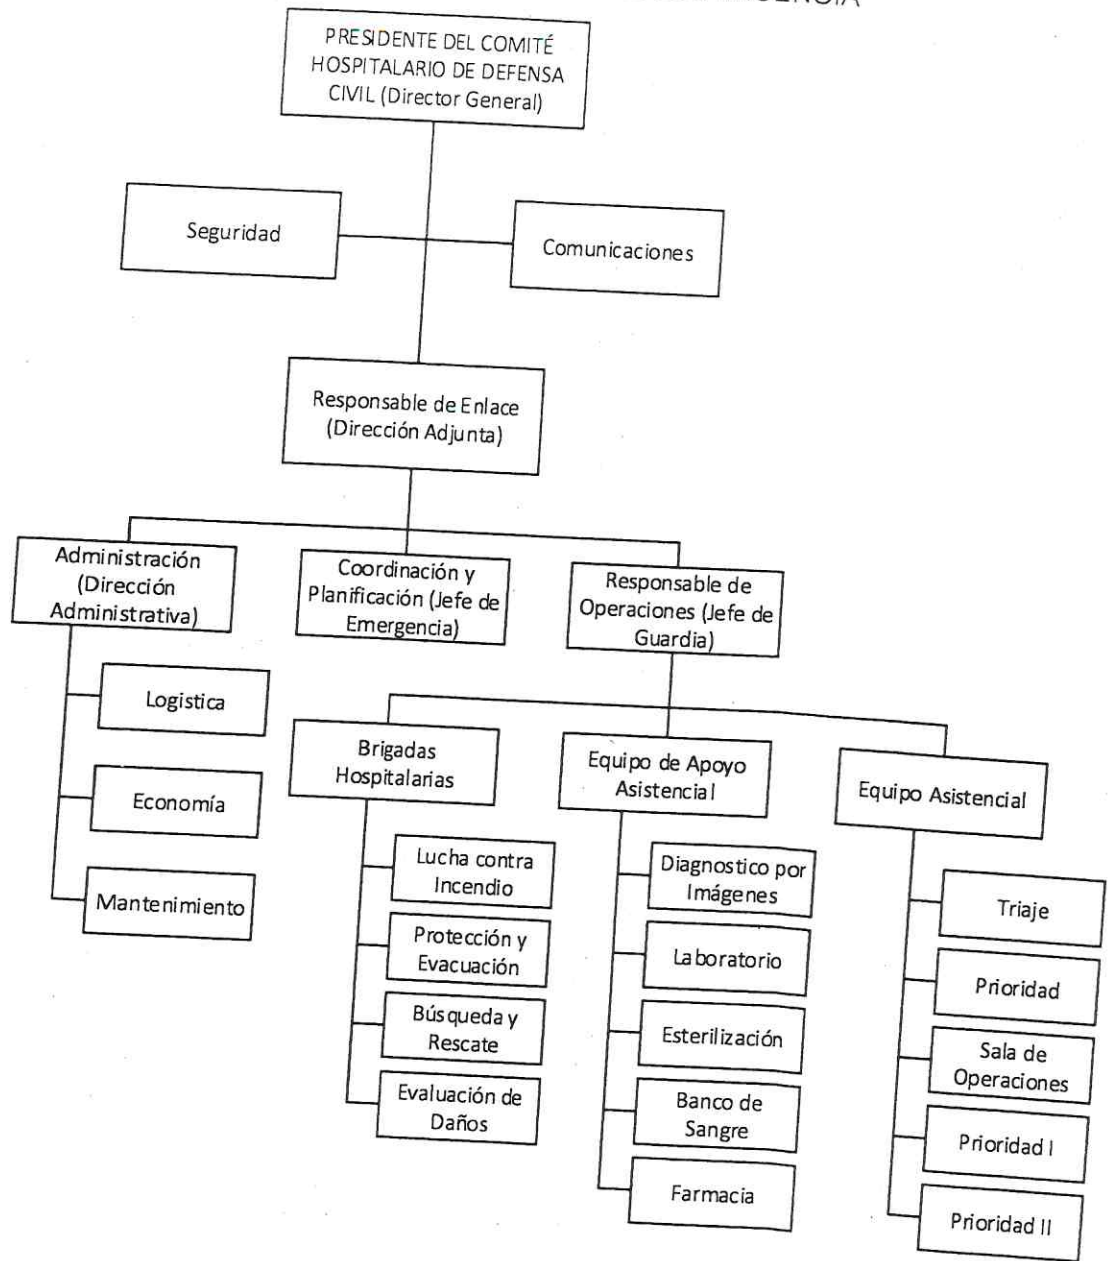 PRESIDENTE DEL COMITÉ
HOSPITALARIO DE DEFENSA
CIVIL (Director General)
Seguridad
Comunicaciones
Responsable de Enlace
(Dirección Adjunta)
Administración
(Dirección
Administrativa)
Coordinación y
Planificación (Jefe de
Emergencia)
Responsable de
Operaciones (Jefe de
Guardia)
Logistica
Economía
Mantenimiento
Brigadas
Hospitalarias
Lucha contra
Incendio
Protección y
Evacuación
Búsqueda y
Rescate
Evaluación de
Daños
Equipo de Apoyo
Asistencial
Diagnostico por
Imágenes
Laboratorio
Esterilización
Banco de
Sangre
Farmacia
Equipo Asistencial
Triaje
Prioridad
Sala de
Operaciones
Prioridad I
Prioridad II